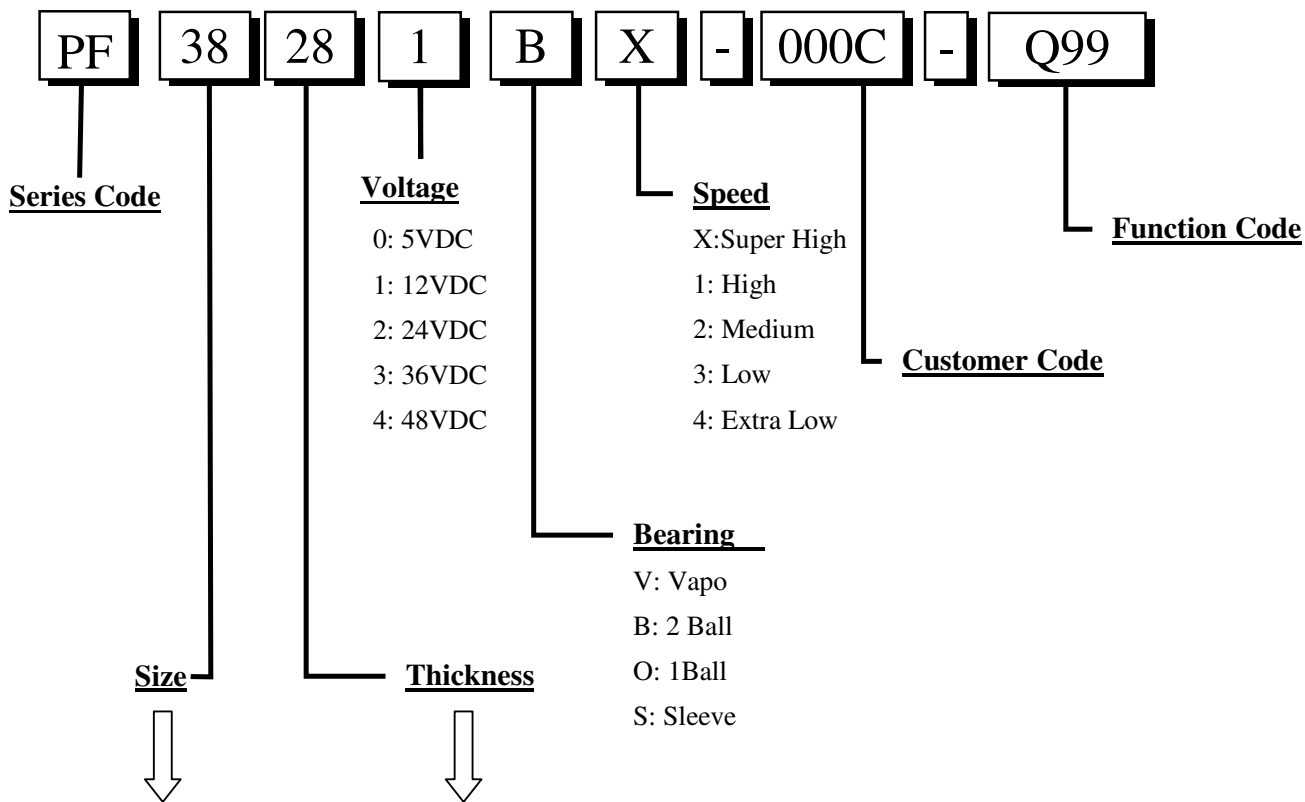 PF 38 28 1 B X - 000C - Q99
Series Code
Voltage
0: 5VDC
1: 12VDC
2: 24VDC
3: 36VDC
4: 48VDC
Speed
X:Super High
1: High
2: Medium
3: Low
4: Extra Low
Function Code
Customer Code
Bearing
V: Vapo
B: 2 Ball
O: 1Ball
S: Sleeve
Size
Thickness